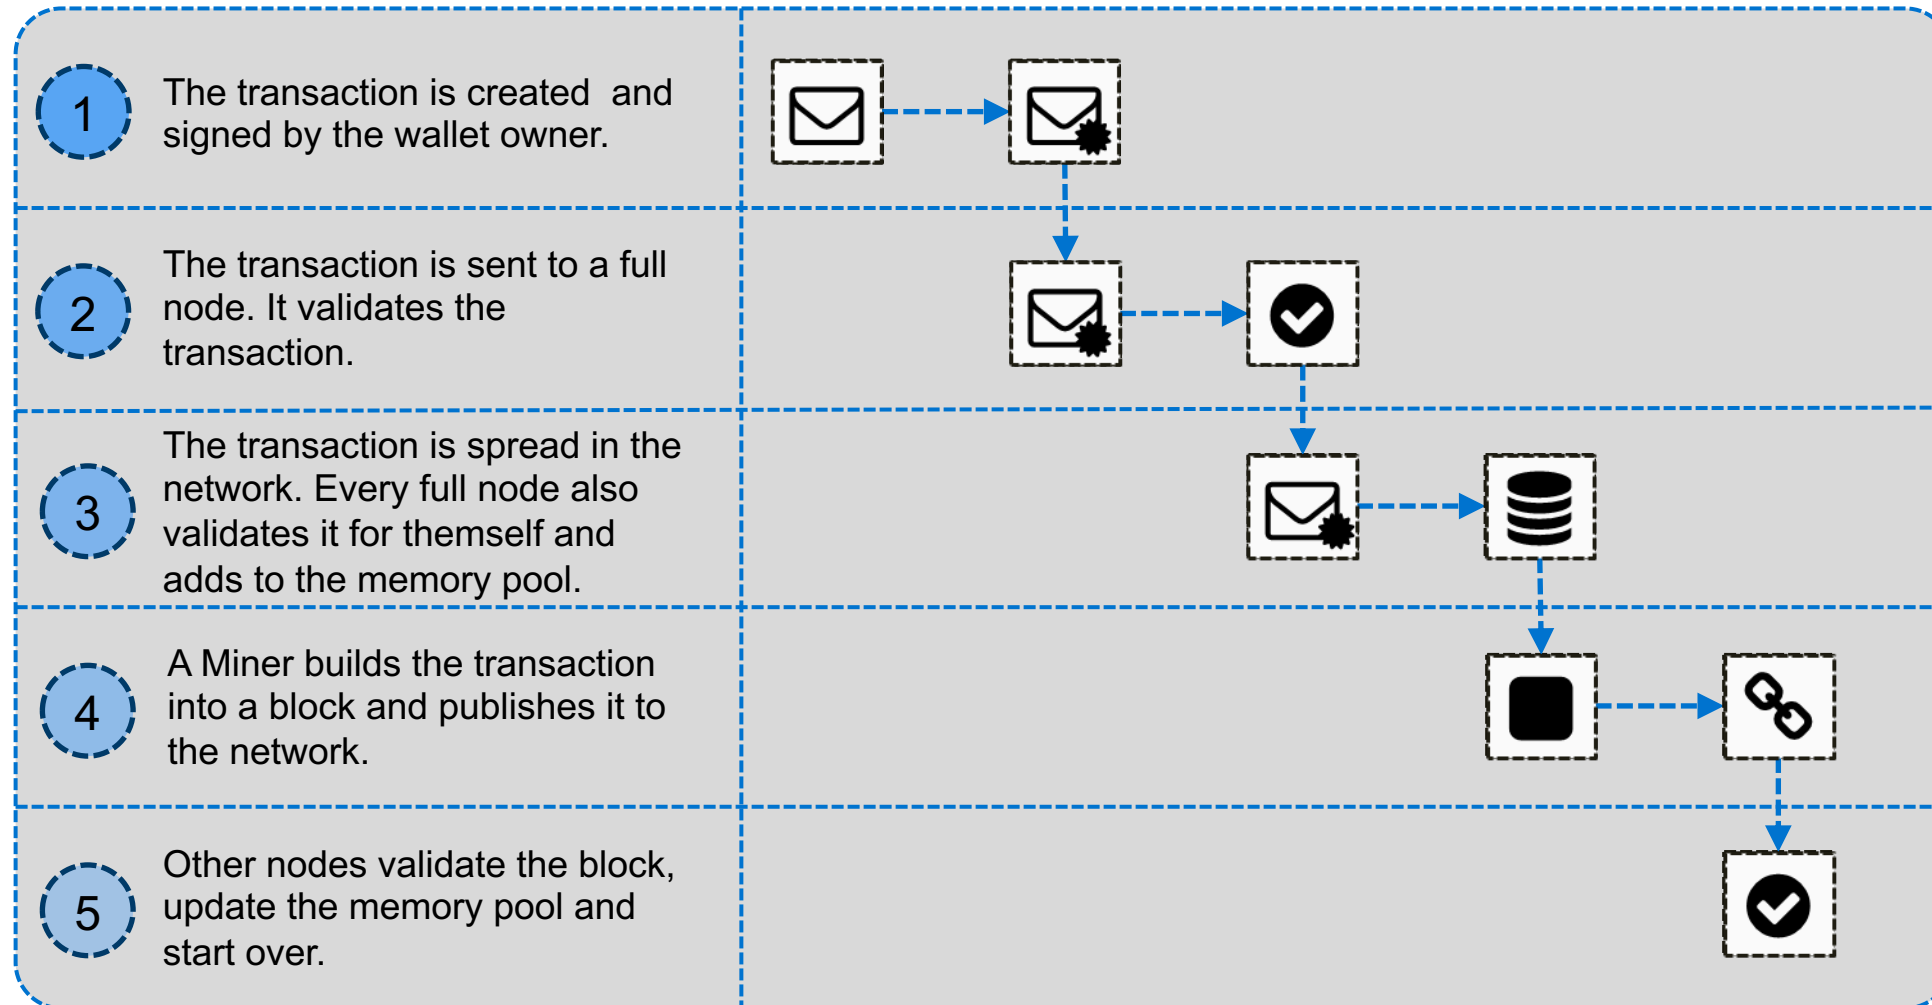 1
The transaction is created  and
signed by the wallet owner.
2
The transaction is sent to a full
node. It validates the
transaction.
3
The transaction is spread in the
network. Every full node also
validates it for themself and
adds to the memory pool.
4
A Miner builds the transaction
into a block and publishes it to
the network.
5
Other nodes validate the block,
update the memory pool and
start over.